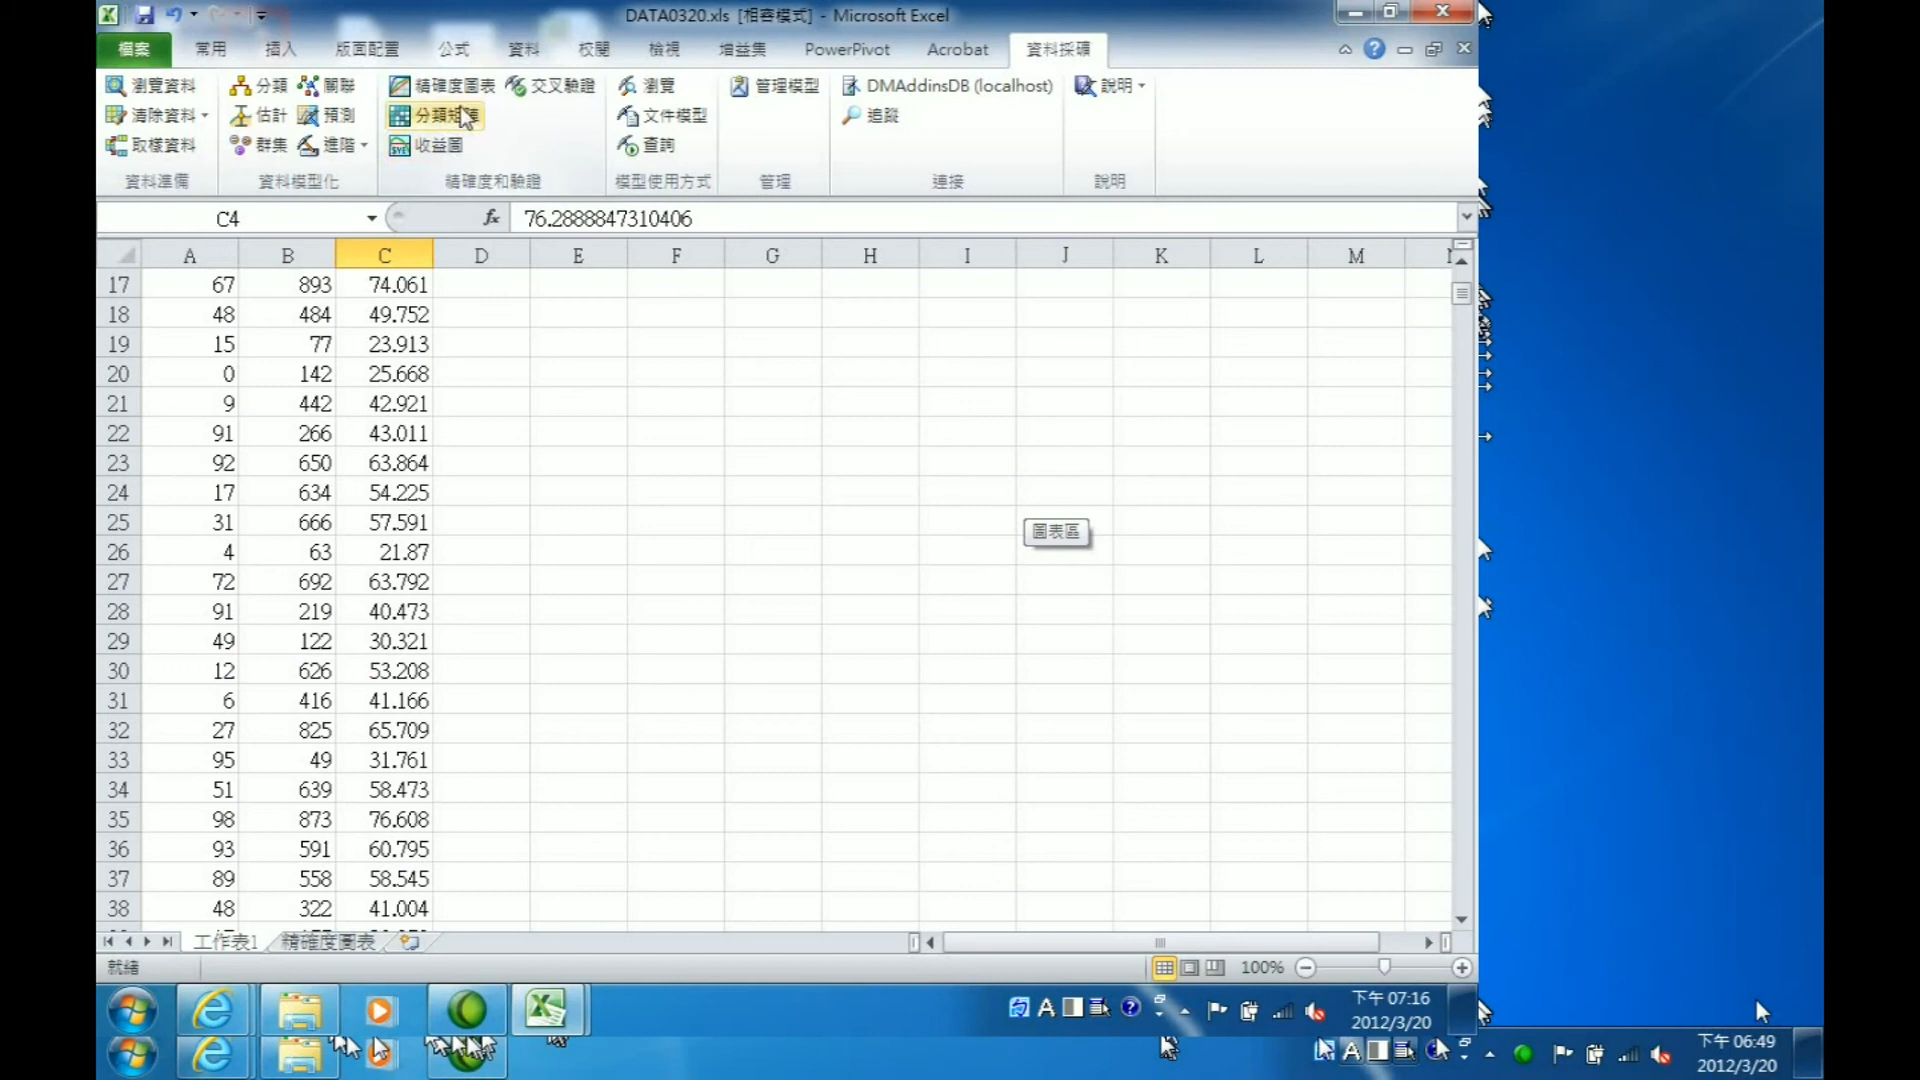 DATA0320.xls [相容模式] - Microsoft Excel
檔案 常用 插入 版面配置 公式 資料 校閱 檢視 增益集 PowerPivot Acrobat 資料採礦
瀏覽資料 分類 關聯 精確度圖表 交叉驗證 瀏覽 管理模型 DMAddinsDB (localhost) 說明
清除資料 估計 預測 分類矩陣 文件模型 追蹤
取樣資料 群集 進階 收益圖 查詢
資料準備 資料模型化 精確度和驗證 模型使用方式 管理 連接 說明
C4 fx 76.2888847310406
A B C D E F G H I J K L M
17 67 893 74.061
18 48 484 49.752
19 15 77 23.913
20 0 142 25.668
21 9 442 42.921
22 91 266 43.011
23 92 650 63.864
24 17 634 54.225
25 31 666 57.591
圖表區
26 4 63 21.87
27 72 692 63.792
28 91 219 40.473
29 49 122 30.321
30 12 626 53.208
31 6 416 41.166
32 27 825 65.709
33 95 49 31.761
34 51 639 58.473
35 98 873 76.608
36 93 591 60.795
37 89 558 58.545
38 48 322 41.004
工作表1 精確度圖表
就緒 100%
下午 07:16
2012/3/20
下午 06:49
2012/3/20